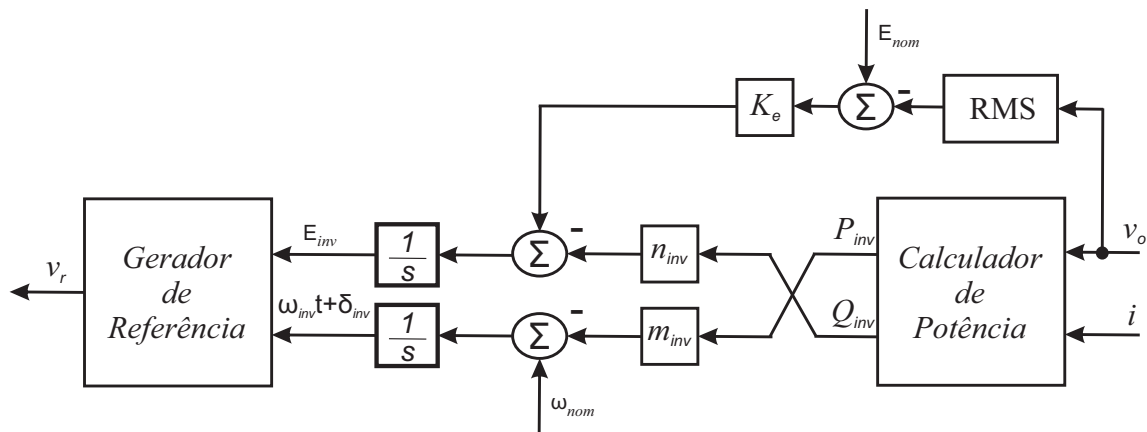 E_nom
-
K_e
Σ
RMS
v_r
Gerador
de
Referência
E_inv
ω_inv t+δ_inv
1
s
1
s
Σ
-
Σ
-
ω_nom
n_inv
m_inv
P_inv
Q_inv
Calculador
de
Potência
v_o
i